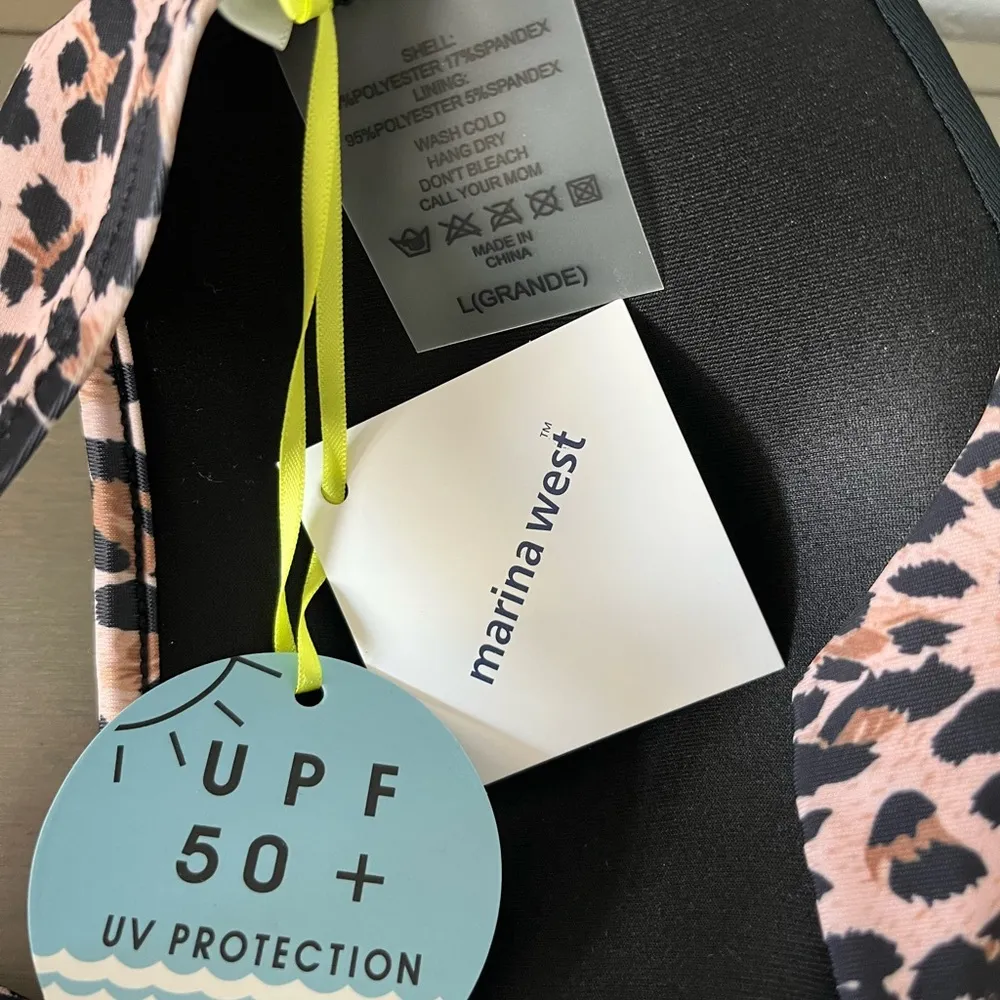 SHELL:
%POLYESTER 17%SPANDEX
LINING:
95%POLYESTER 5%SPANDEX
WASH COLD
HANG DRY
DON'T BLEACH
CALL YOUR MOM
MADE IN
CHINA
L(GRANDE)
marina west™
UPF
50+
UV PROTECTION